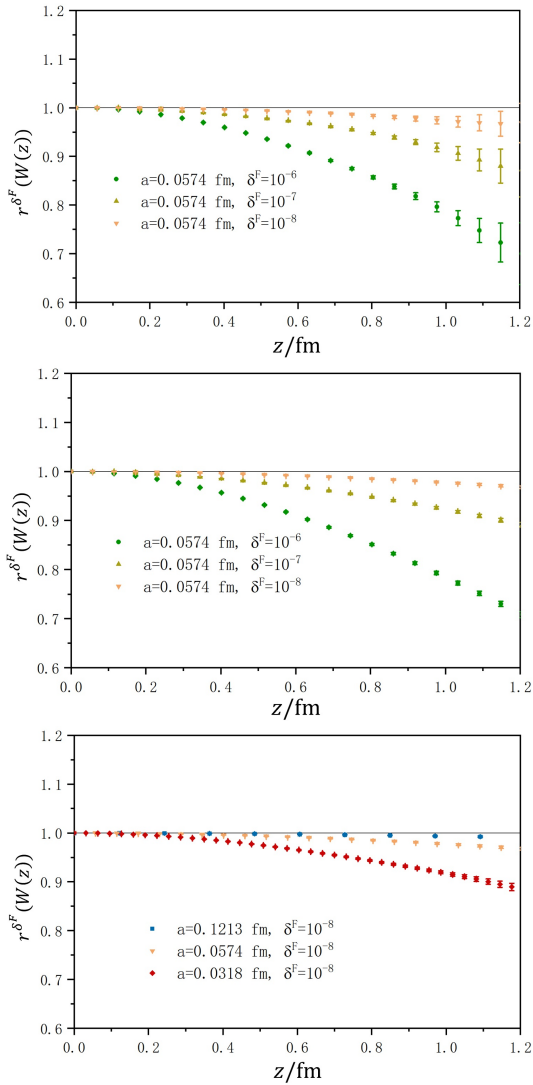 1.2
1.1
1.0
0.9
0.8
0.7
0.6
r^{δ^F}(W(z))
a=0.0574 fm, δ^F=10^{-6}
a=0.0574 fm, δ^F=10^{-7}
a=0.0574 fm, δ^F=10^{-8}
0.0 0.2 0.4 0.6 0.8 1.0 1.2
z/fm
1.2
1.1
1.0
0.9
0.8
0.7
0.6
r^{δ^F}(W(z))
a=0.0574 fm, δ^F=10^{-6}
a=0.0574 fm, δ^F=10^{-7}
a=0.0574 fm, δ^F=10^{-8}
0.0 0.2 0.4 0.6 0.8 1.0 1.2
z/fm
1.2
1.1
1.0
0.9
0.8
0.7
0.6
r^{δ^F}(W(z))
a=0.1213 fm, δ^F=10^{-8}
a=0.0574 fm, δ^F=10^{-8}
a=0.0318 fm, δ^F=10^{-8}
0.0 0.2 0.4 0.6 0.8 1.0 1.2
z/fm